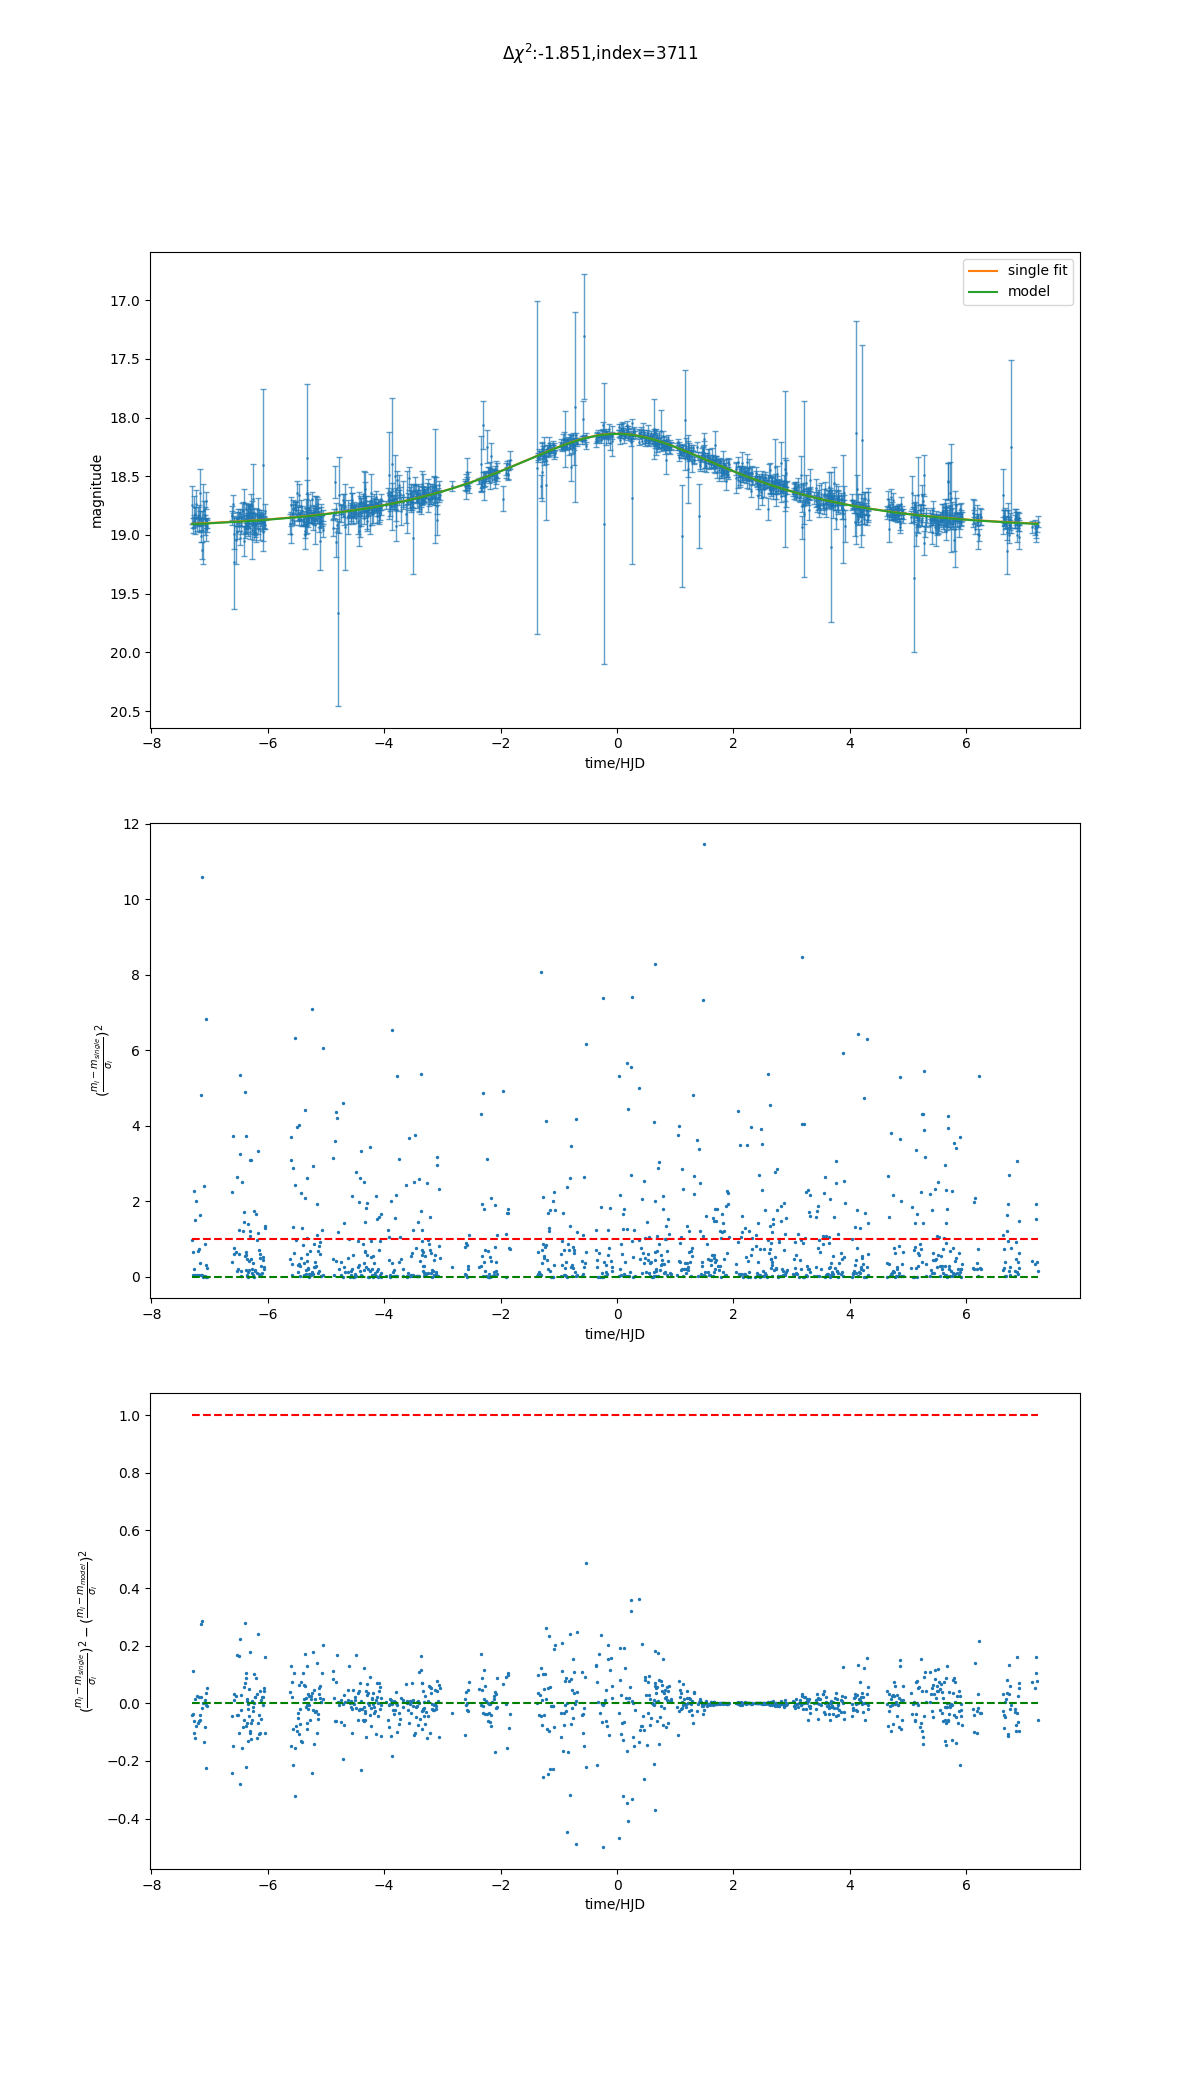 Δχ²:-1.851,index=3711
single fit
model
17.0
17.5
18.0
18.5
19.0
19.5
20.0
20.5
magnitude
−8 −6 −4 −2 0 2 4 6
time/HJD
12
10
8
6
4
2
0
((m_i − m_single)/σ_i)²
−8 −6 −4 −2 0 2 4 6
time/HJD
1.0
0.8
0.6
0.4
0.2
0.0
−0.2
−0.4
((m_i − m_single)/σ_i)² − ((m_i − m_model)/σ_i)²
−8 −6 −4 −2 0 2 4 6
time/HJD